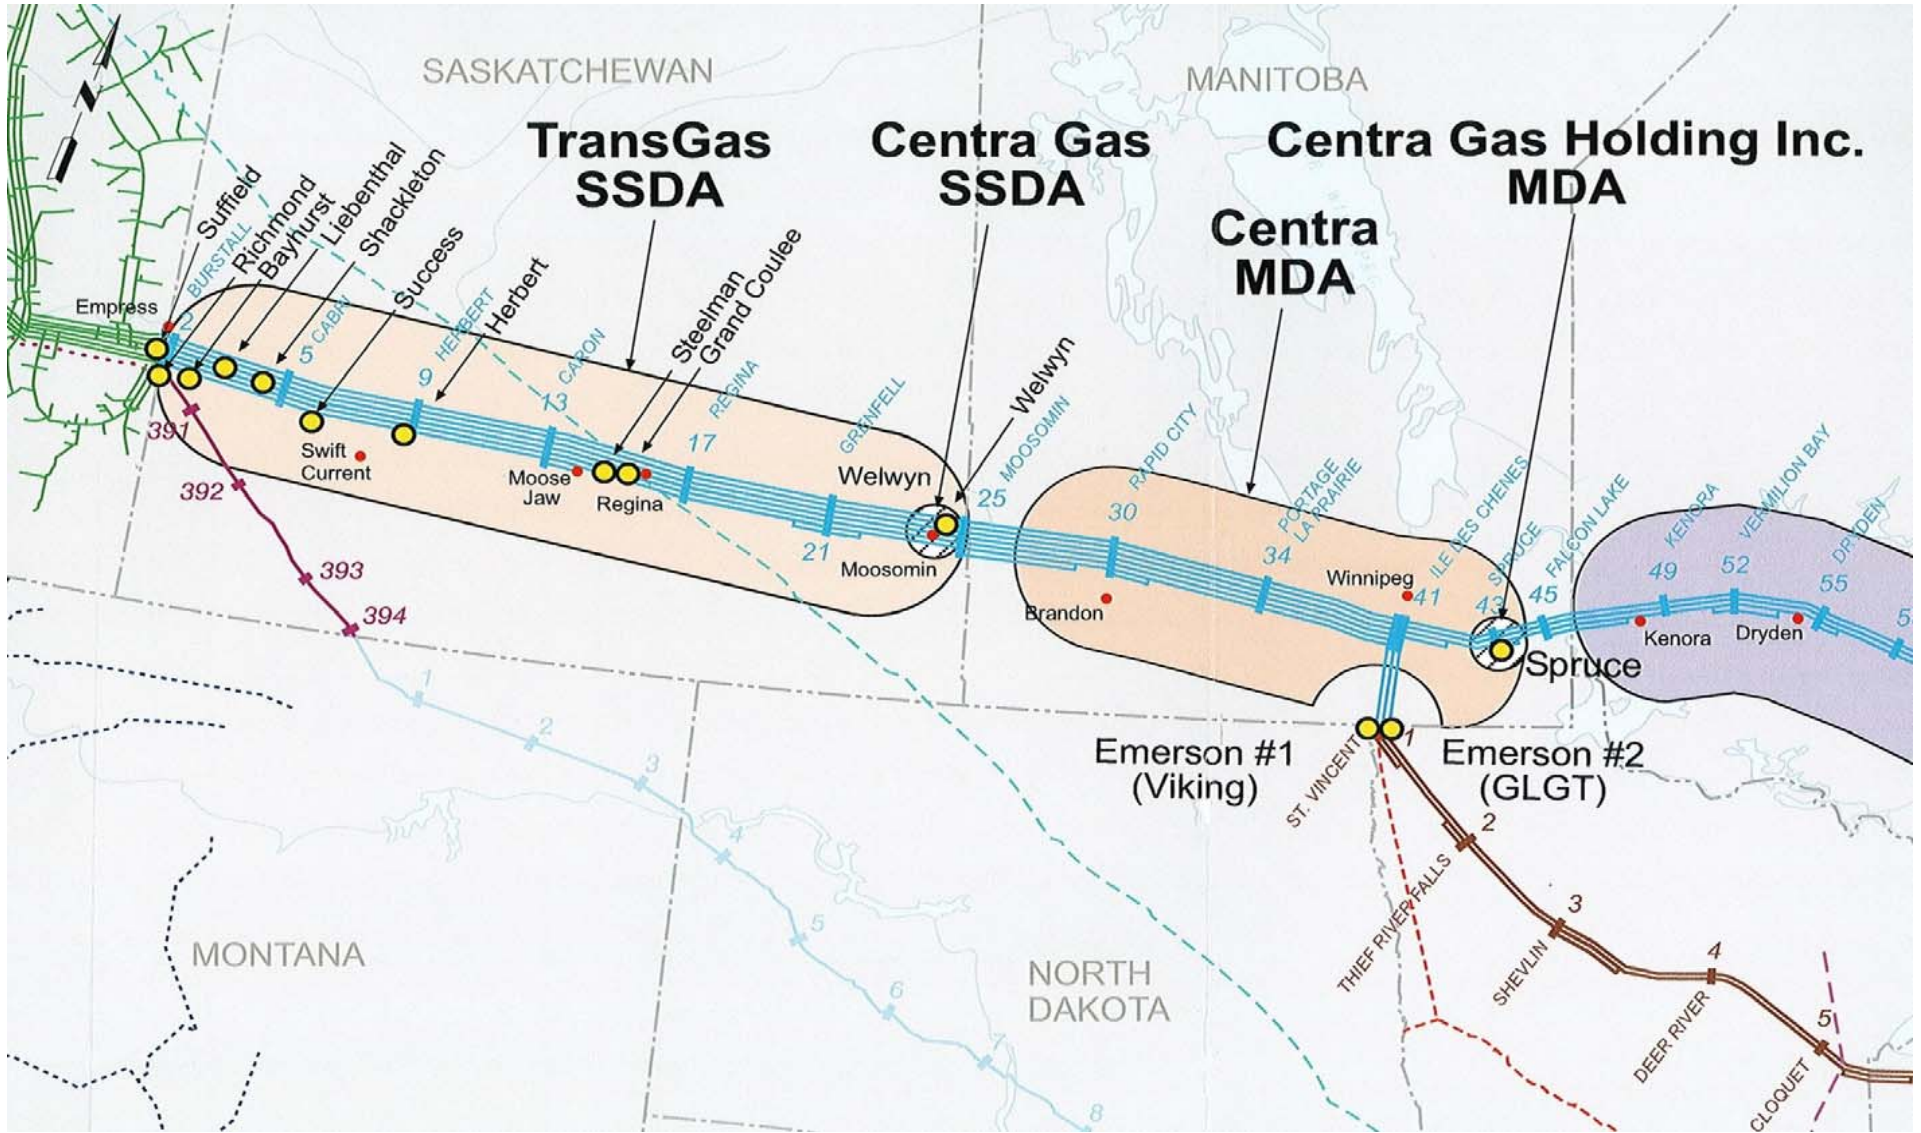 SASKATCHEWAN
MANITOBA
TransGas
SSDA
Centra Gas
SSDA
Centra Gas Holding Inc.
MDA
Centra
MDA
Suffield
BURSTALL
Richmond
Bayhurst
Liebenthal
Shackleton
Success
Herbert
Steelman
Grand Coulee
Welwyn
Empress
2
5
CABRI
9
HERBERT
13
CARON
17
REGINA
21
GRENFELL
25
MOOSOMIN
30
RAPID CITY
34
PORTAGE
LA PRAIRIE
41
ILE DES CHENES
43
SPRUCE
45
FALCON LAKE
49
KENORA
52
VERMILION BAY
55
DRYDEN
Swift
Current
Moose
Jaw
Regina
Welwyn
Moosomin
Brandon
Winnipeg
Spruce
Kenora
Dryden
391
392
393
394
1
2
3
4
5
6
7
8
Emerson #1
(Viking)
Emerson #2
(GLGT)
1
ST. VINCENT
2
THIEF RIVER FALLS
3
SHEVLIN
4
DEER RIVER
5
CLOQUET
MONTANA
NORTH
DAKOTA